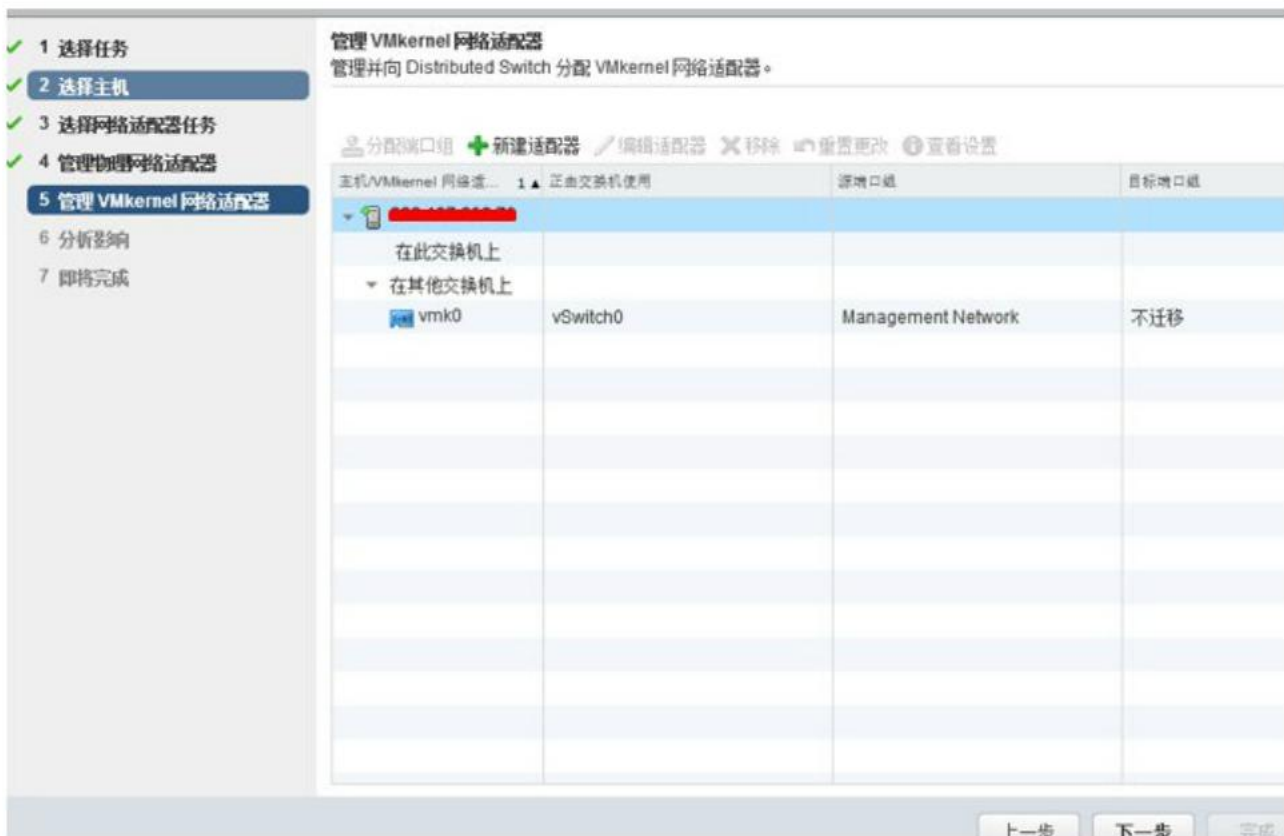 1 选择任务
2 选择主机
3 选择网络适配器任务
4 管理物理网络适配器
5 管理 VMkernel 网络适配器
6 分析影响
7 即将完成
管理 VMkernel 网络适配器
管理并向 Distributed Switch 分配 VMkernel 网络适配器。
分配端口组 新建适配器 编辑适配器 移除 重置更改 查看设置
主机/VMkernel 网络适... 1 ▲ 正由交换机使用 源端口组 目标端口组
在此交换机上
在其他交换机上
vmk0 vSwitch0 Management Network 不迁移
上一步 下一步 完成